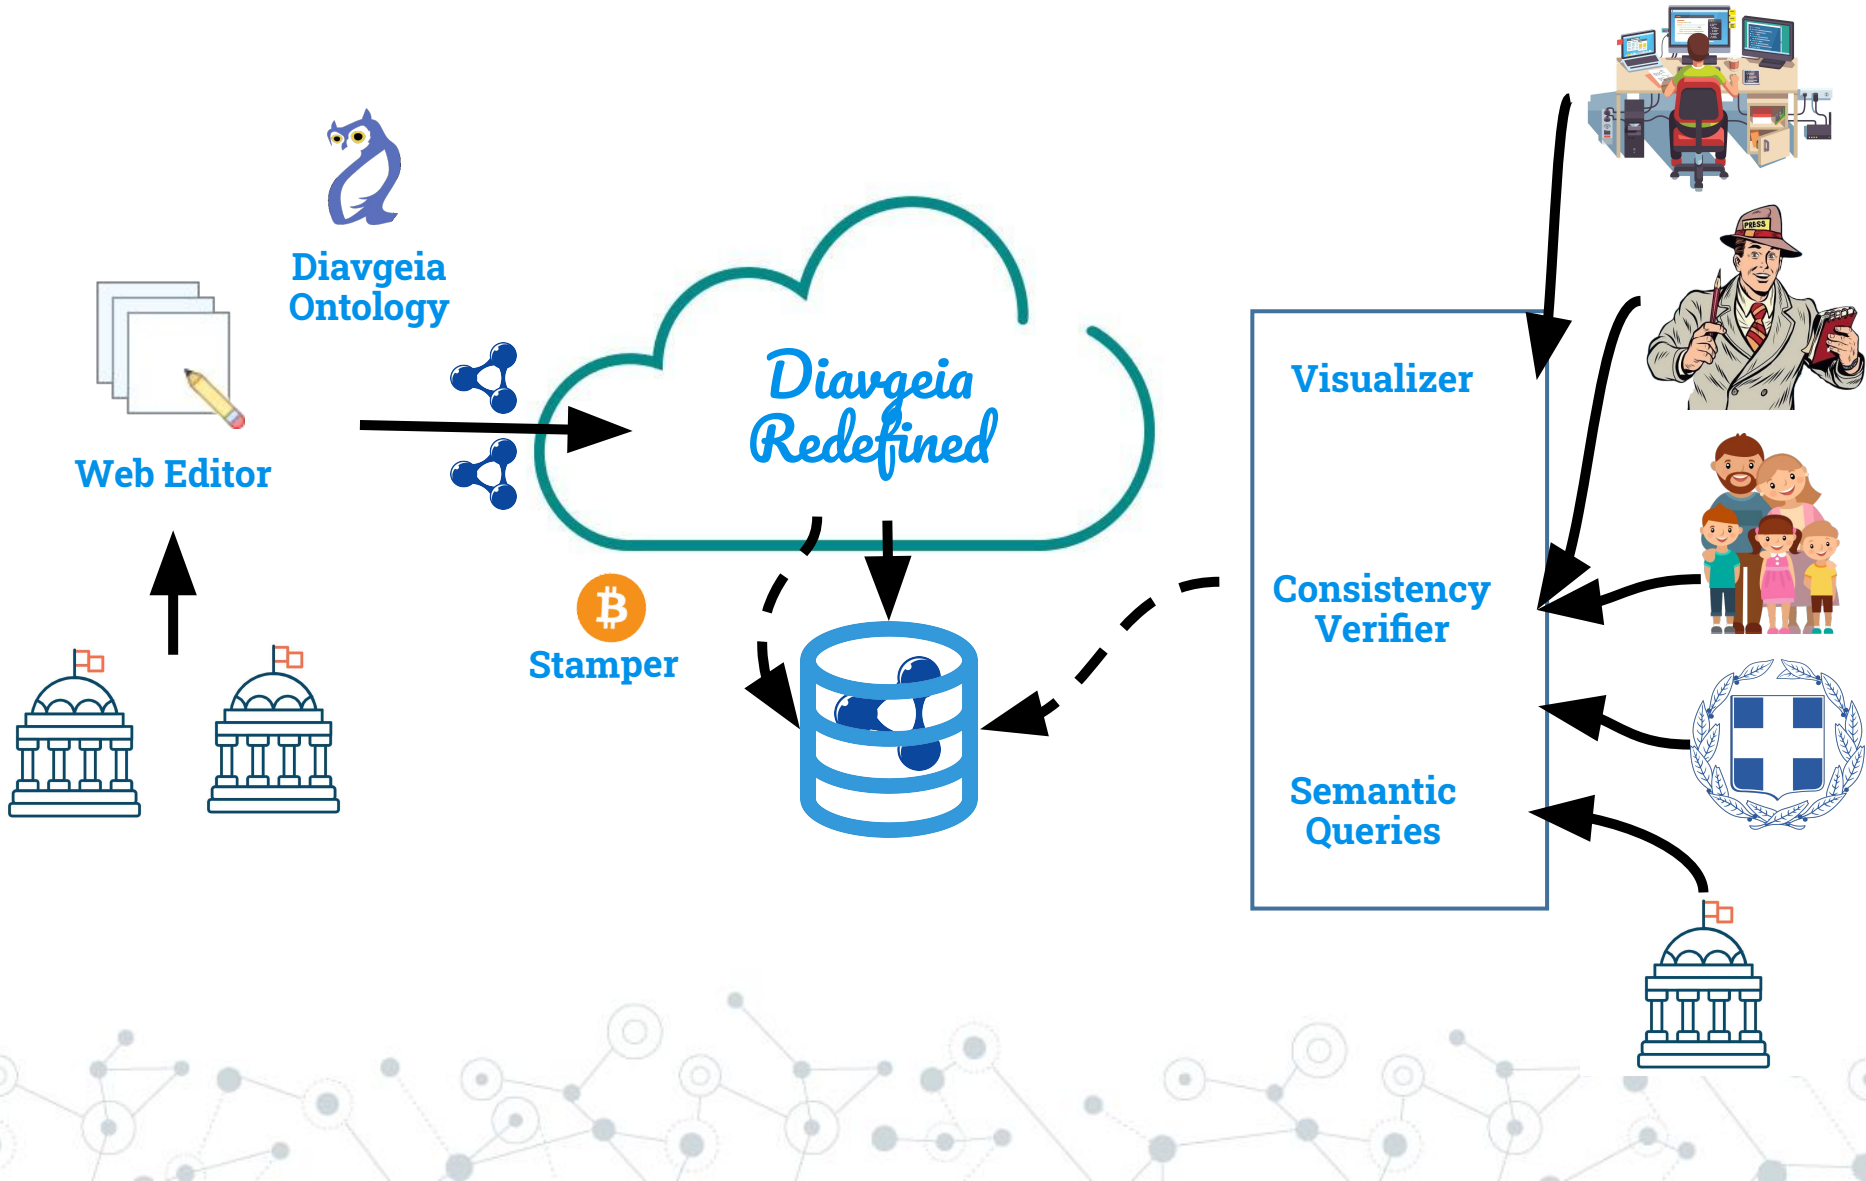 Diavgeia
Ontology
Web Editor
Diavgeia
Redefined
Stamper
Visualizer
Consistency
Verifier
Semantic
Queries
PRESS